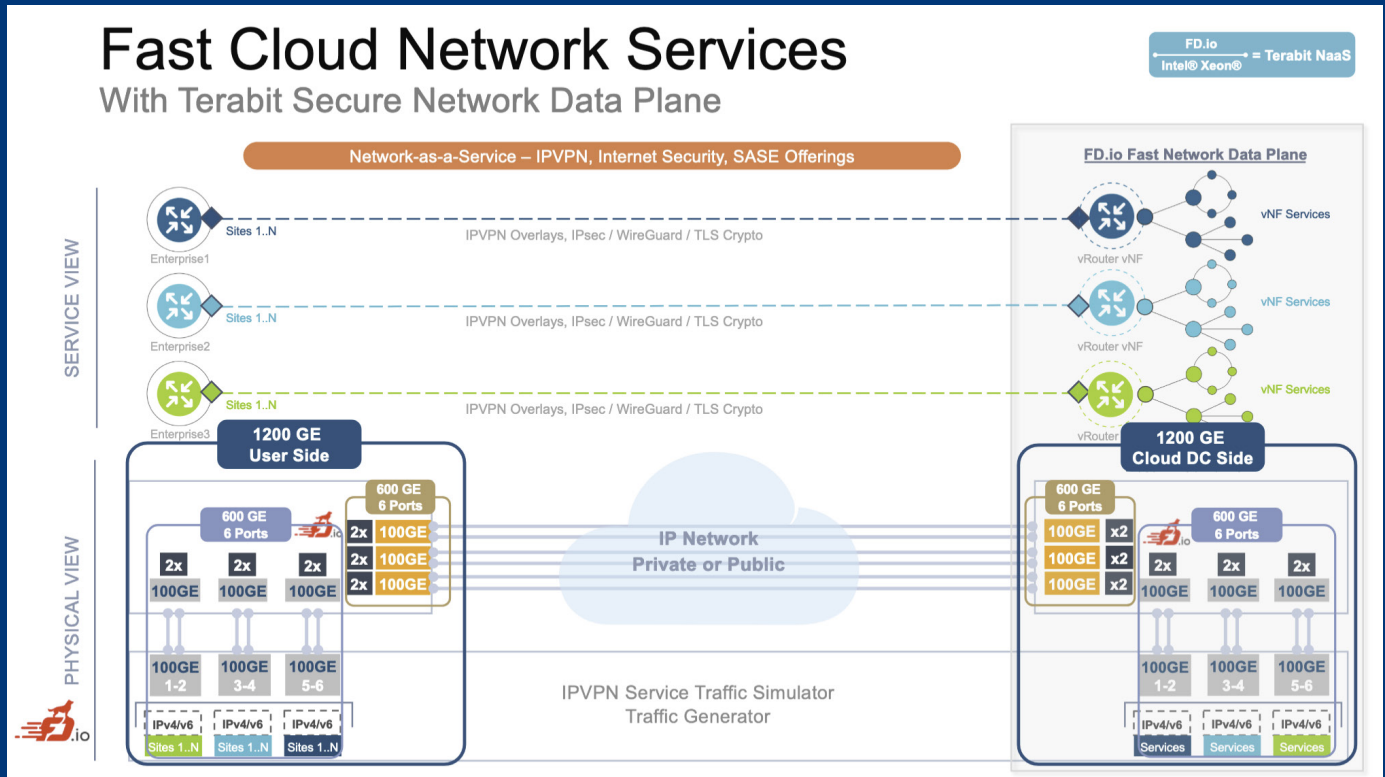 Fast Cloud Network Services
With Terabit Secure Network Data Plane
FD.io
Intel® Xeon®
= Terabit NaaS
Network-as-a-Service – IPVPN, Internet Security, SASE Offerings
FD.io Fast Network Data Plane
SERVICE VIEW
Sites 1..N
Enterprise1
IPVPN Overlays, IPsec / WireGuard / TLS Crypto
vRouter vNF
vNF Services
Sites 1..N
Enterprise2
IPVPN Overlays, IPsec / WireGuard / TLS Crypto
vRouter vNF
vNF Services
Sites 1..N
Enterprise3
IPVPN Overlays, IPsec / WireGuard / TLS Crypto
vRouter
vNF Services
PHYSICAL VIEW
1200 GE
User Side
600 GE
6 Ports
600 GE
6 Ports
.io
2x 100GE
2x 100GE
2x 100GE
2x 2x 2x
100GE 100GE 100GE
100GE 100GE 100GE
1-2 3-4 5-6
IPv4/v6 IPv4/v6 IPv4/v6
Sites 1..N Sites 1..N Sites 1..N
IP Network
Private or Public
IPVPN Service Traffic Simulator
Traffic Generator
1200 GE
Cloud DC Side
600 GE
6 Ports
600 GE
6 Ports
.io
100GE x2
100GE x2
100GE x2
2x 2x 2x
100GE 100GE 100GE
100GE 100GE 100GE
1-2 3-4 5-6
IPv4/v6 IPv4/v6 IPv4/v6
Services Services Services
FD.io